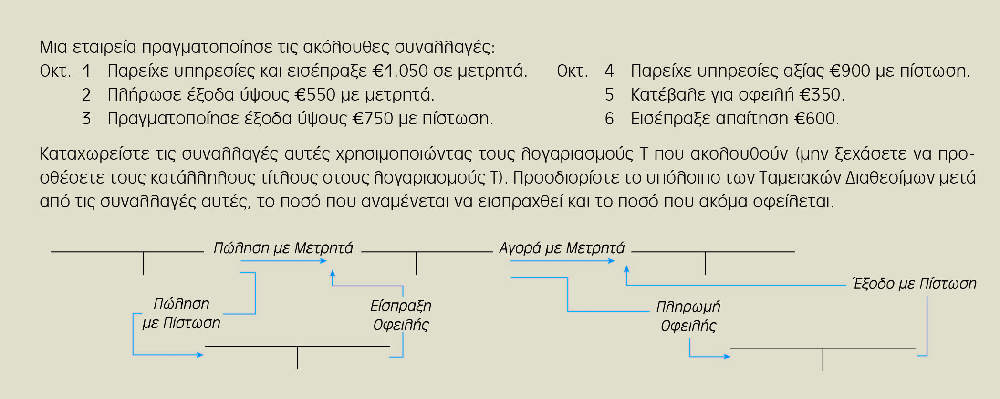 Μια εταιρεία πραγματοποίησε τις ακόλουθες συναλλαγές:
Οκτ. 1 Παρείχε υπηρεσίες και εισέπραξε €1.050 σε μετρητά. Οκτ. 4 Παρείχε υπηρεσίες αξίας €900 με πίστωση.
2 Πλήρωσε έξοδα ύψους €550 με μετρητά. 5 Κατέβαλε για οφειλή €350.
3 Πραγματοποίησε έξοδα ύψους €750 με πίστωση. 6 Εισέπραξε απαίτηση €600.
Καταχωρείστε τις συναλλαγές αυτές χρησιμοποιώντας τους λογαριασμούς Τ που ακολουθούν (μην ξεχάσετε να προ-
σθέσετε τους κατάλληλους τίτλους στους λογαριασμούς Τ). Προσδιορίστε το υπόλοιπο των Ταμειακών Διαθεσίμων μετά
από τις συναλλαγές αυτές, το ποσό που αναμένεται να εισπραχθεί και το ποσό που ακόμα οφείλεται.
Πώληση με Μετρητά Αγορά με Μετρητά
Έξοδο με Πίστωση
Πώληση Είσπραξη Πληρωμή
με Πίστωση Οφειλής Οφειλής